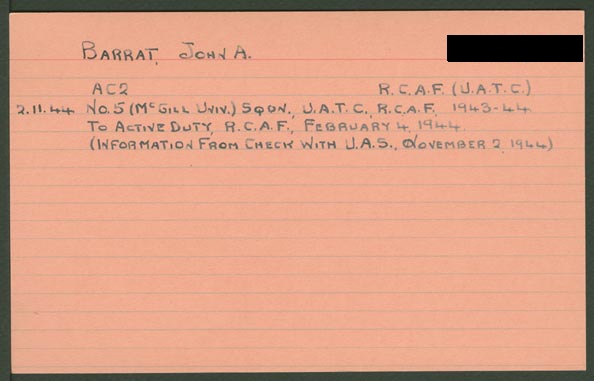 BARRAT, JOHN A.
AC2 R.C.A.F. (U.A.T.C.)
2.11.44 NO.5 (MCGILL UNIV.) SQDN., U.A.T.C., R.C.A.F., 1943-44
TO ACTIVE DUTY, R.C.A.F., FEBRUARY 4, 1944.
(INFORMATION FROM CHECK WITH U.A.S., NOVEMBER 2, 1944)